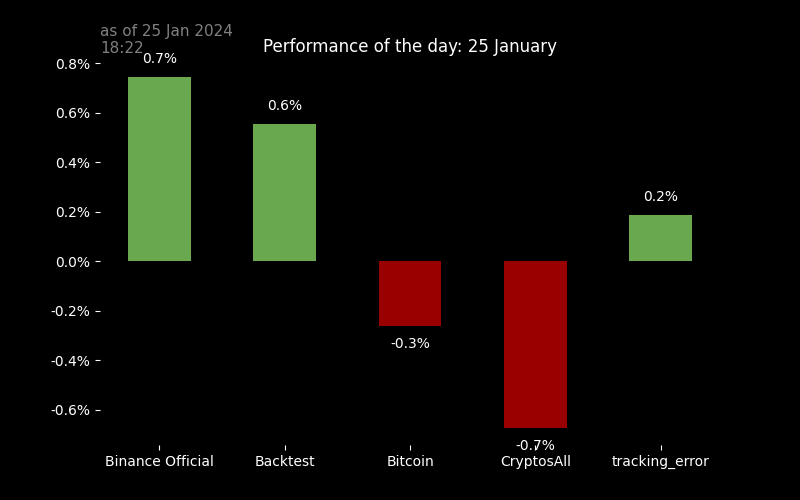 as of 25 Jan 2024
18:22
Performance of the day: 25 January
0.8%
0.6%
0.4%
0.2%
0.0%
-0.2%
-0.4%
-0.6%
0.7%
0.6%
-0.3%
-0.7%
0.2%
Binance Official
Backtest
Bitcoin
CryptosAll
tracking_error